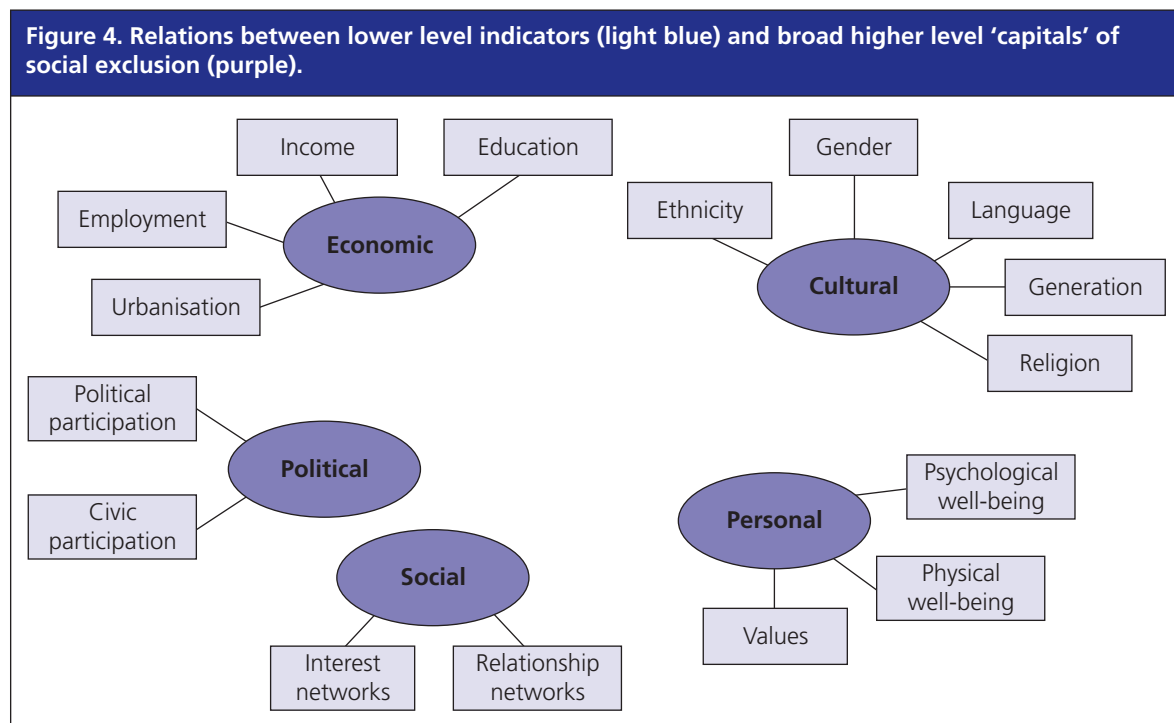 Figure 4. Relations between lower level indicators (light blue) and broad higher level ‘capitals’ of
social exclusion (purple).
Income
Education
Employment
Economic
Urbanisation
Gender
Ethnicity
Language
Cultural
Generation
Religion
Political
participation
Political
Civic
participation
Social
Interest
networks
Relationship
networks
Psychological
well-being
Personal
Physical
well-being
Values